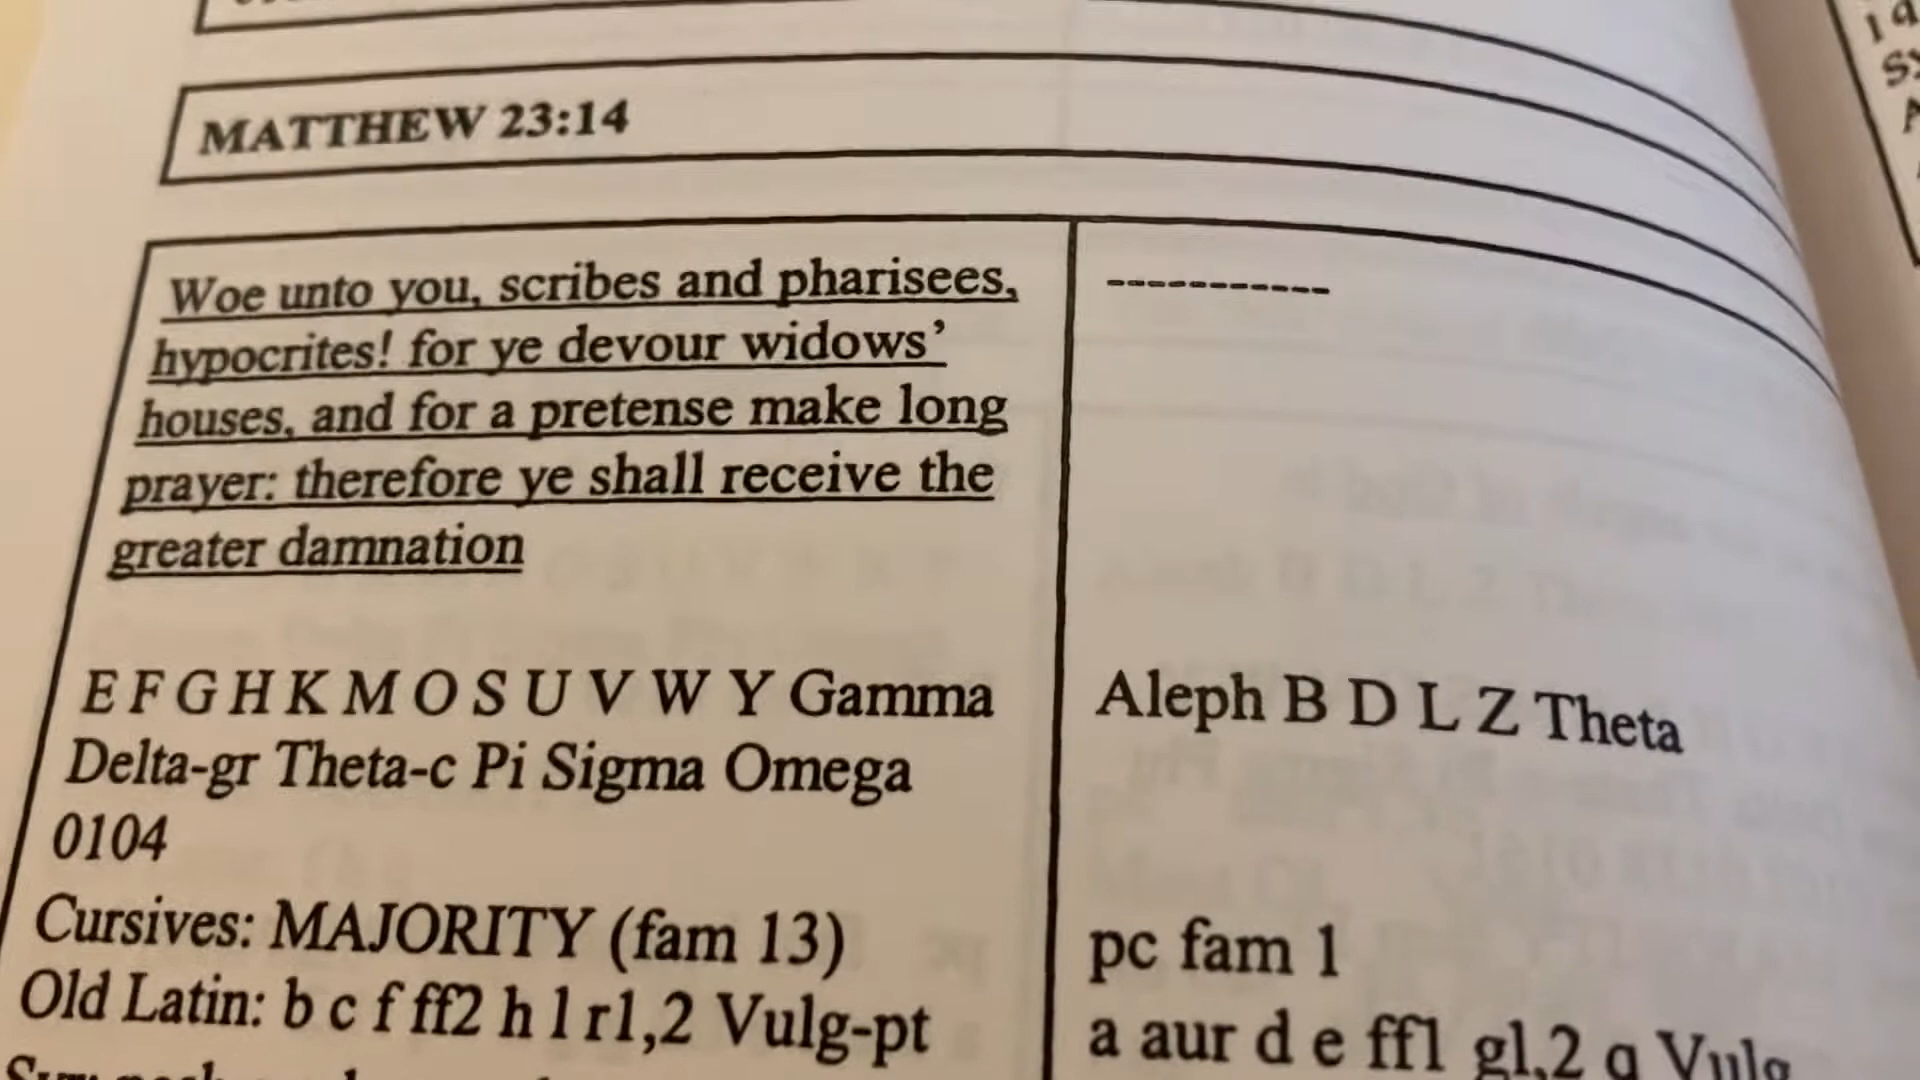 MATTHEW 23:14
Woe unto you, scribes and pharisees,
hypocrites! for ye devour widows'
houses, and for a pretense make long
prayer: therefore ye shall receive the
greater damnation
-----------
E F G H K M O S U V W Y Gamma
Delta-gr Theta-c Pi Sigma Omega
0104
Cursives: MAJORITY (fam 13)
Old Latin: b c f ff2 h l r1,2 Vulg-pt
Aleph B D L Z Theta
pc fam 1
a aur d e ff1 g1,2 q Vulg